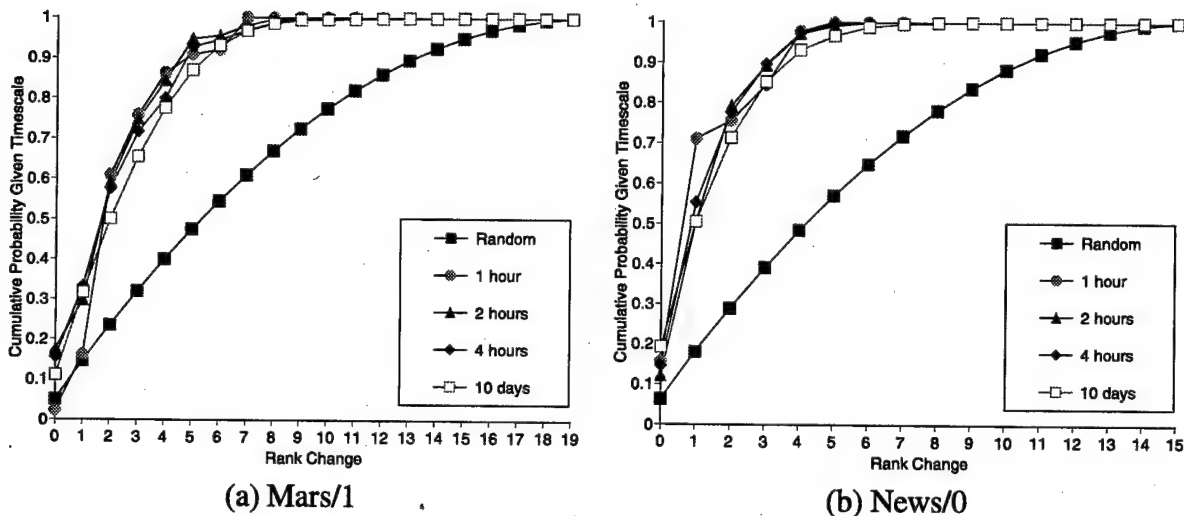 Cumulative Probability Given Timescale
1
0.9
0.8
0.7
0.6
0.5
0.4
0.3
0.2
0.1
0
Random
1 hour
2 hours
4 hours
10 days
0 1 2 3 4 5 6 7 8 9 10 11 12 13 14 15 16 17 18 19
Rank Change
(a) Mars/1
Cumulative Probability Given Timescale
1
0.9
0.8
0.7
0.6
0.5
0.4
0.3
0.2
0.1
0
Random
1 hour
2 hours
4 hours
10 days
0 1 2 3 4 5 6 7 8 9 10 11 12 13 14 15
Rank Change
(b) News/0